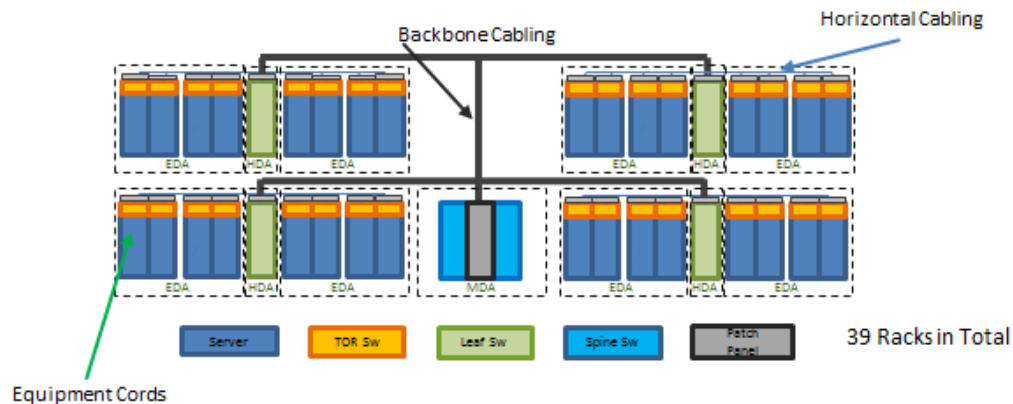 Horizontal Cabling
Backbone Cabling
EDA HDA EDA
EDA HDA EDA
EDA HDA EDA
MDA
EDA HDA EDA
Server
TOR Sw
Leaf Sw
Spine Sw
Patch
Panel
39 Racks in Total
Equipment Cords